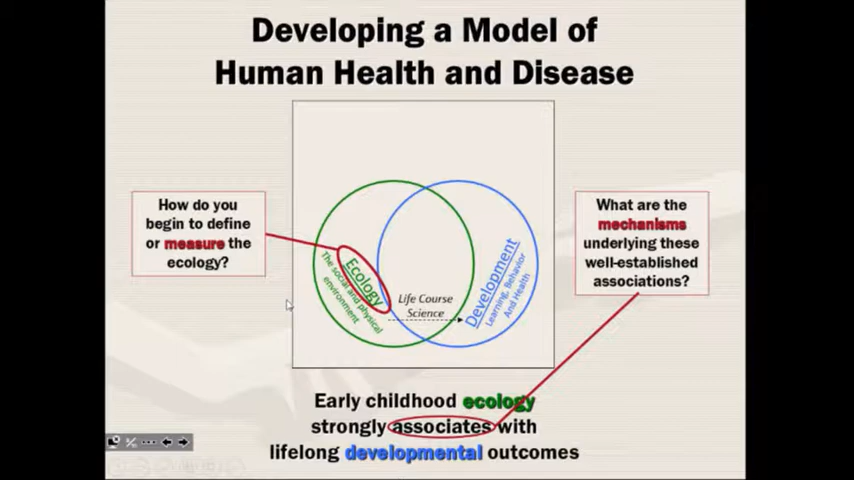 Developing a Model of
Human Health and Disease
How do you
begin to define
or measure the
ecology?
Ecology
The social and physical
environment
Life Course
Science
Development
Learning, Behavior
And Health
What are the
mechanisms
underlying these
well-established
associations?
Early childhood ecology
strongly associates with
lifelong developmental outcomes